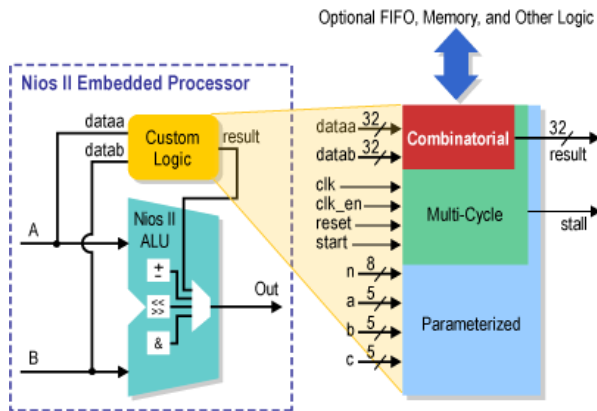 Optional FIFO, Memory, and Other Logic
Nios II Embedded Processor
dataa
datab
Custom
Logic
result
A
Nios II
ALU
+
-
<<
>>
&
Out
B
dataa
32
datab
32
clk
clk_en
reset
start
n
8
a
5
b
5
c
5
Combinatorial
Multi-Cycle
Parameterized
32
result
stall